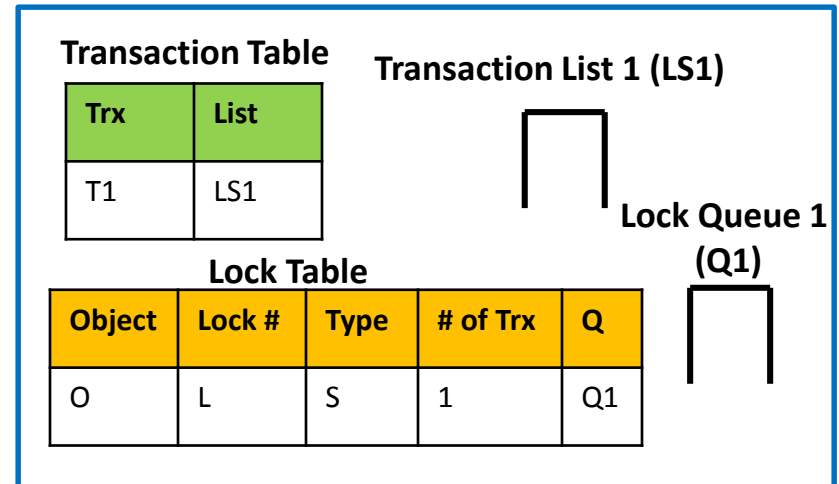 Transaction Table
Transaction List 1 (LS1)
Trx List
T1 LS1
Lock Queue 1
(Q1)
Lock Table
Object Lock # Type # of Trx Q
O L S 1 Q1